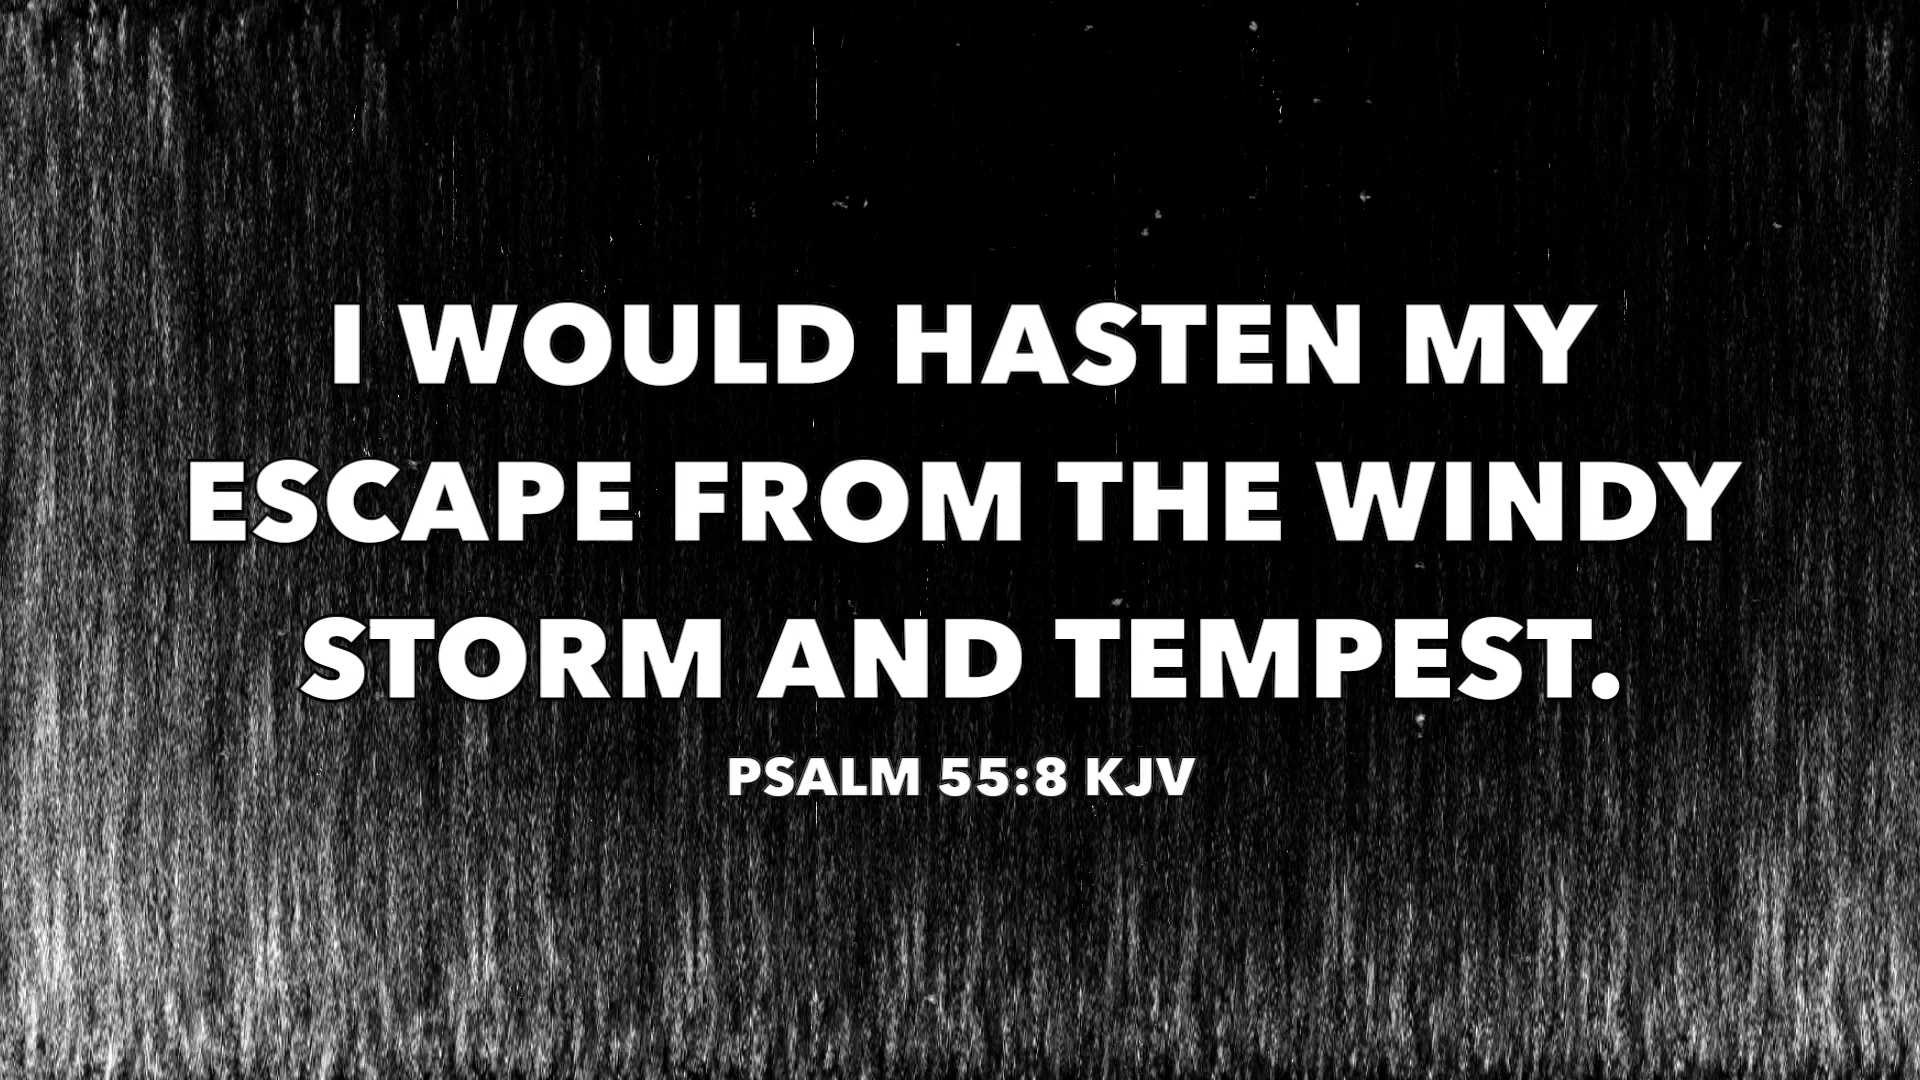 I WOULD HASTEN MY
ESCAPE FROM THE WINDY
STORM AND TEMPEST.
PSALM 55:8 KJV